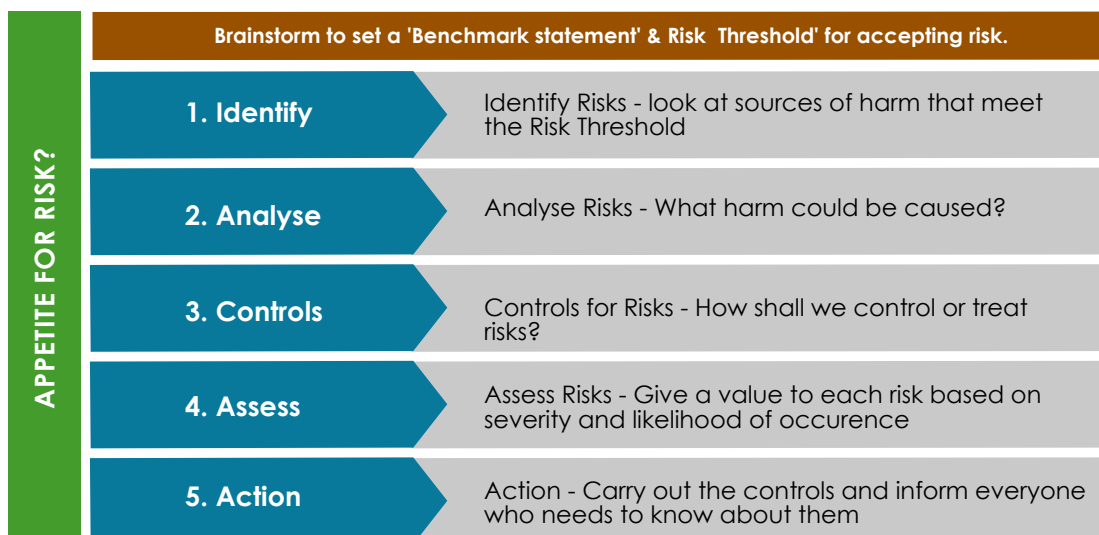 Brainstorm to set a 'Benchmark statement' & Risk Threshold' for accepting risk.
APPETITE FOR RISK?
1. Identify
Identify Risks - look at sources of harm that meet
the Risk Threshold
2. Analyse
Analyse Risks - What harm could be caused?
3. Controls
Controls for Risks - How shall we control or treat
risks?
4. Assess
Assess Risks - Give a value to each risk based on
severity and likelihood of occurence
5. Action
Action - Carry out the controls and inform everyone
who needs to know about them